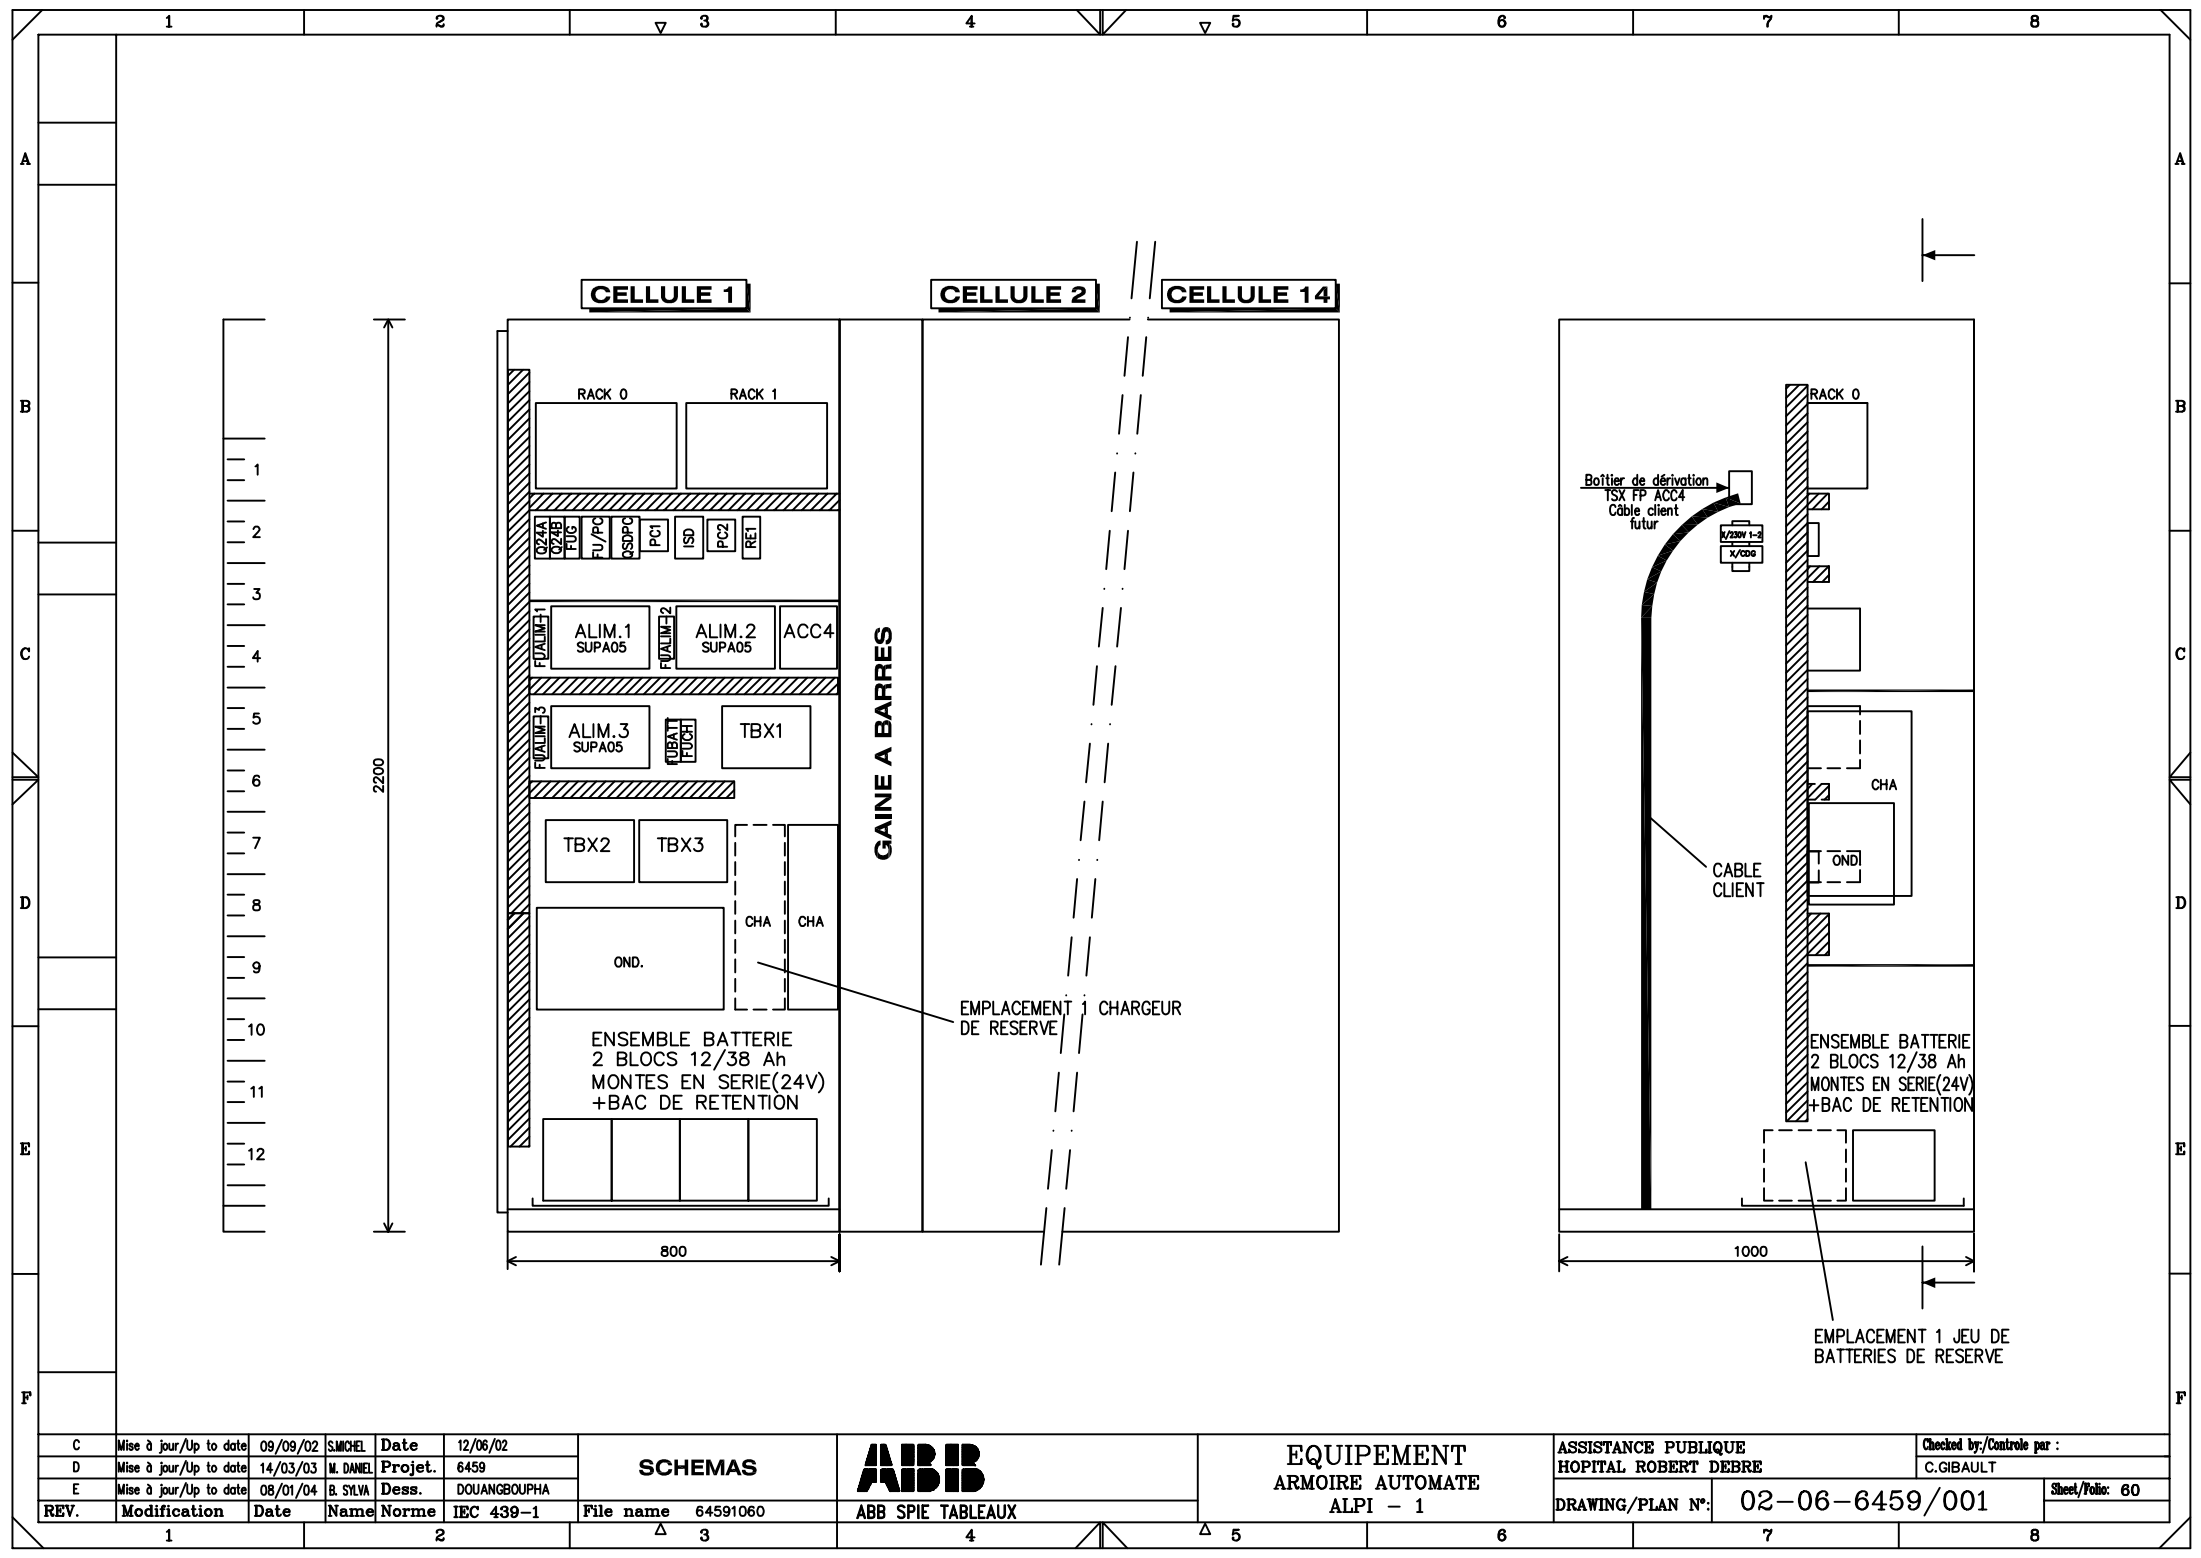 1 2 3 4 5 6 7 8
A A
B B
C C
D D
E E
F F
CELLULE 1
CELLULE 2
CELLULE 14
1
2
3
4
5
6
7
8
9
10
11
12
2200
RACK 0
RACK 1
Q24A
Q24B
FUG
FU/PC
QSDPC
PC1
ISD
PC2
RE1
FUALIM-1
ALIM.1
SUPA05
FUALIM-2
ALIM.2
SUPA05
ACC4
FUALIM-3
ALIM.3
SUPA05
FUBATT
FUCH
TBX1
TBX2
TBX3
CHA
CHA
OND.
GAINE A BARRES
EMPLACEMENT 1 CHARGEUR
DE RESERVE
ENSEMBLE BATTERIE
2 BLOCS 12/38 Ah
MONTES EN SERIE(24V)
+BAC DE RETENTION
800
RACK 0
Boîtier de dérivation
TSX FP ACC4
Câble client
futur
X/230V 1-2
X/CDG
CHA
OND
CABLE
CLIENT
ENSEMBLE BATTERIE
2 BLOCS 12/38 Ah
MONTES EN SERIE(24V)
+BAC DE RETENTION
1000
EMPLACEMENT 1 JEU DE
BATTERIES DE RESERVE
C Mise à jour/Up to date 09/09/02 S.MICHEL Date 12/06/02
D Mise à jour/Up to date 14/03/03 M. DANIEL Projet. 6459
E Mise à jour/Up to date 08/01/04 B. SYLVA Dess. DOUANGBOUPHA
REV. Modification Date Name Norme IEC 439-1
SCHEMAS
File name 64591060
ABB
ABB SPIE TABLEAUX
EQUIPEMENT
ARMOIRE AUTOMATE
ALPI - 1
ASSISTANCE PUBLIQUE
HOPITAL ROBERT DEBRE
Checked by:/Controle par :
C.GIBAULT
DRAWING/PLAN N°: 02-06-6459/001
Sheet/Folio: 60
1 2 3 4 5 6 7 8